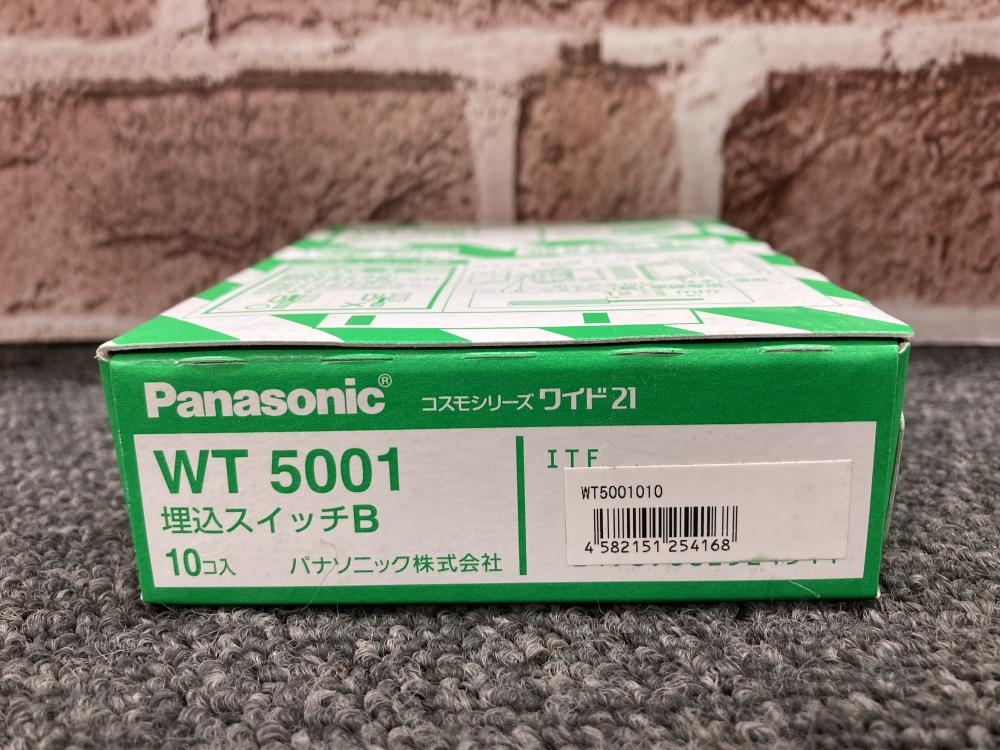 Panasonic® コスモシリーズ ワイド21
WT 5001
埋込スイッチB
10コ入 パナソニック株式会社
ITF
WT5001010
4 582151 254168